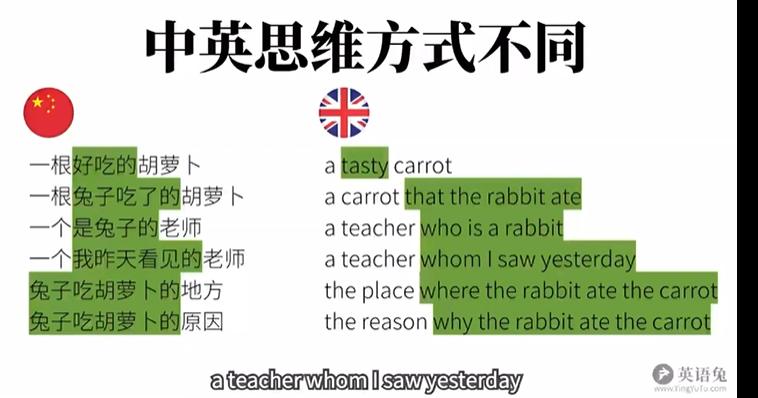 中英思维方式不同
一根好吃的胡萝卜
a tasty carrot
一根兔子吃了的胡萝卜
a carrot that the rabbit ate
一个是兔子的老师
a teacher who is a rabbit
一个我昨天看见的老师
a teacher whom I saw yesterday
兔子吃胡萝卜的地方
the place where the rabbit ate the carrot
兔子吃胡萝卜的原因
the reason why the rabbit ate the carrot
a teacher whom I saw yesterday
英语兔
www.YingYuTu.com